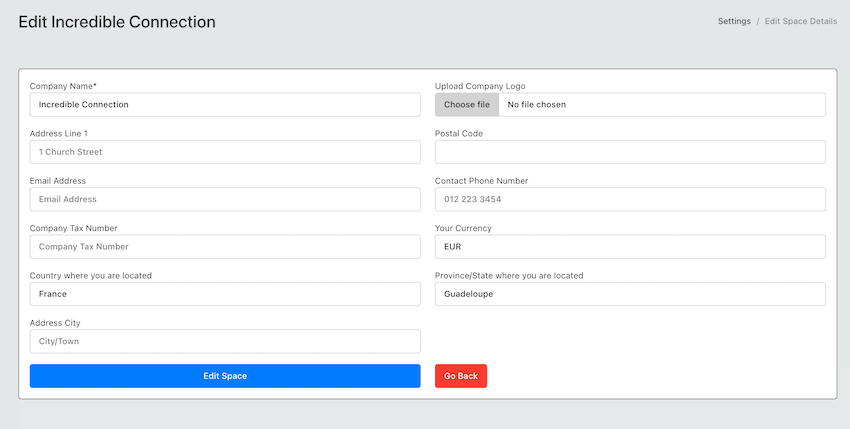 Edit Incredible Connection
Settings / Edit Space Details
Company Name*
Incredible Connection
Upload Company Logo
Choose file No file chosen
Address Line 1
1 Church Street
Postal Code
Email Address
Email Address
Contact Phone Number
012 223 3454
Company Tax Number
Company Tax Number
Your Currency
EUR
Country where you are located
France
Province/State where you are located
Guadeloupe
Address City
City/Town
Edit Space
Go Back